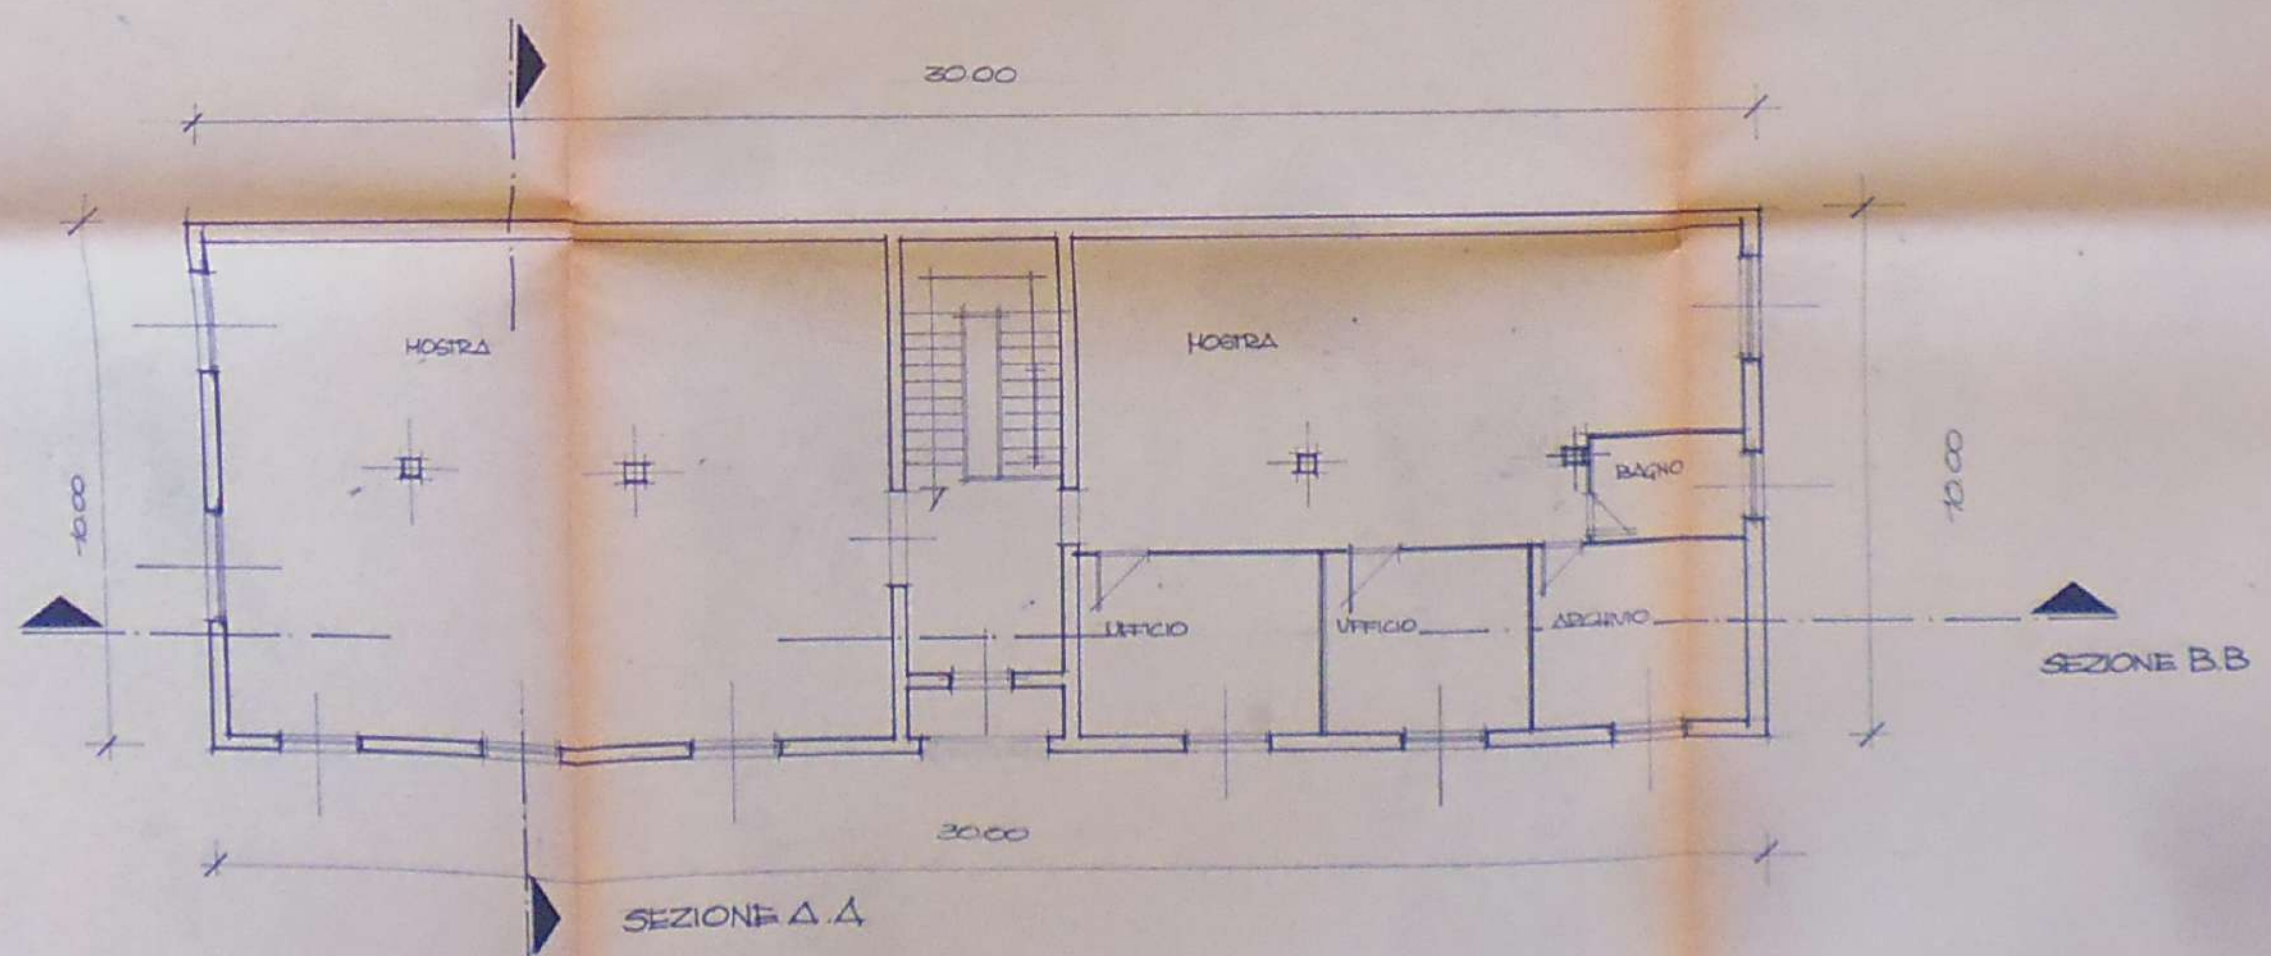 30.00
MOSTRA
MOSTRA
BAGNO
10.00
10.00
UFFICIO
UFFICIO
ARCHIVIO
SEZIONE B.B
30.00
SEZIONE A.A